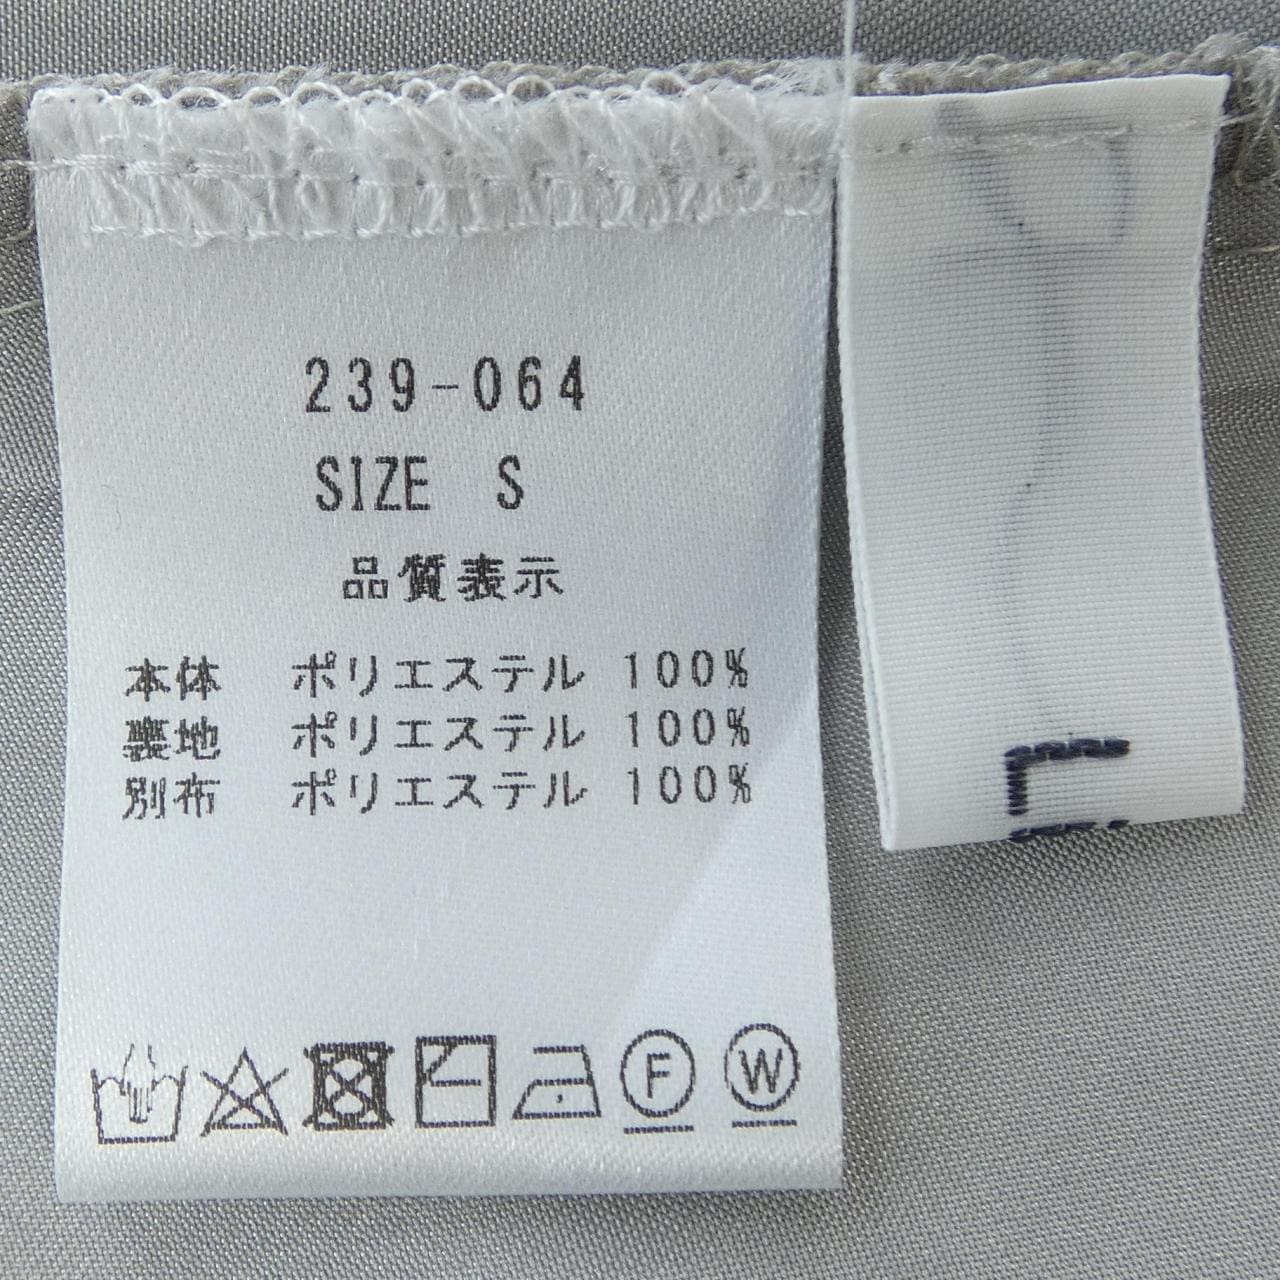 239-064
SIZE S
品質表示
本体 ポリエステル 100%
裏地 ポリエステル 100%
別布 ポリエステル 100%
F W